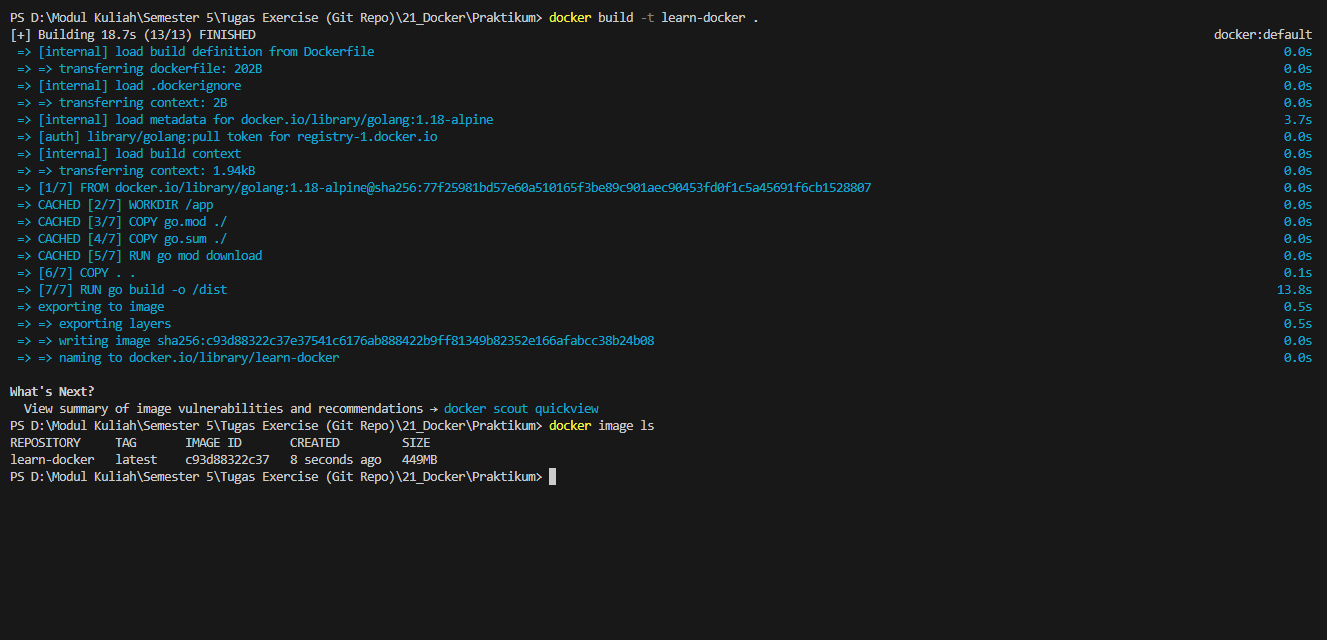 PS D:\Modul Kuliah\Semester 5\Tugas Exercise (Git Repo)\21_Docker\Praktikum> docker build -t learn-docker .
[+] Building 18.7s (13/13) FINISHED docker:default
=> [internal] load build definition from Dockerfile 0.0s
=> => transferring dockerfile: 202B 0.0s
=> [internal] load .dockerignore 0.0s
=> => transferring context: 2B 0.0s
=> [internal] load metadata for docker.io/library/golang:1.18-alpine 3.7s
=> [auth] library/golang:pull token for registry-1.docker.io 0.0s
=> [internal] load build context 0.0s
=> => transferring context: 1.94kB 0.0s
=> [1/7] FROM docker.io/library/golang:1.18-alpine@sha256:77f25981bd57e60a510165f3be89c901aec90453fd0f1c5a45691f6cb1528807 0.0s
=> CACHED [2/7] WORKDIR /app 0.0s
=> CACHED [3/7] COPY go.mod ./ 0.0s
=> CACHED [4/7] COPY go.sum ./ 0.0s
=> CACHED [5/7] RUN go mod download 0.0s
=> [6/7] COPY . . 0.1s
=> [7/7] RUN go build -o /dist 13.8s
=> exporting to image 0.5s
=> => exporting layers 0.5s
=> => writing image sha256:c93d88322c37e37541c6176ab888422b9ff81349b82352e166afabcc38b24b08 0.0s
=> => naming to docker.io/library/learn-docker 0.0s
What's Next?
View summary of image vulnerabilities and recommendations → docker scout quickview
PS D:\Modul Kuliah\Semester 5\Tugas Exercise (Git Repo)\21_Docker\Praktikum> docker image ls
REPOSITORY TAG IMAGE ID CREATED SIZE
learn-docker latest c93d88322c37 8 seconds ago 449MB
PS D:\Modul Kuliah\Semester 5\Tugas Exercise (Git Repo)\21_Docker\Praktikum>